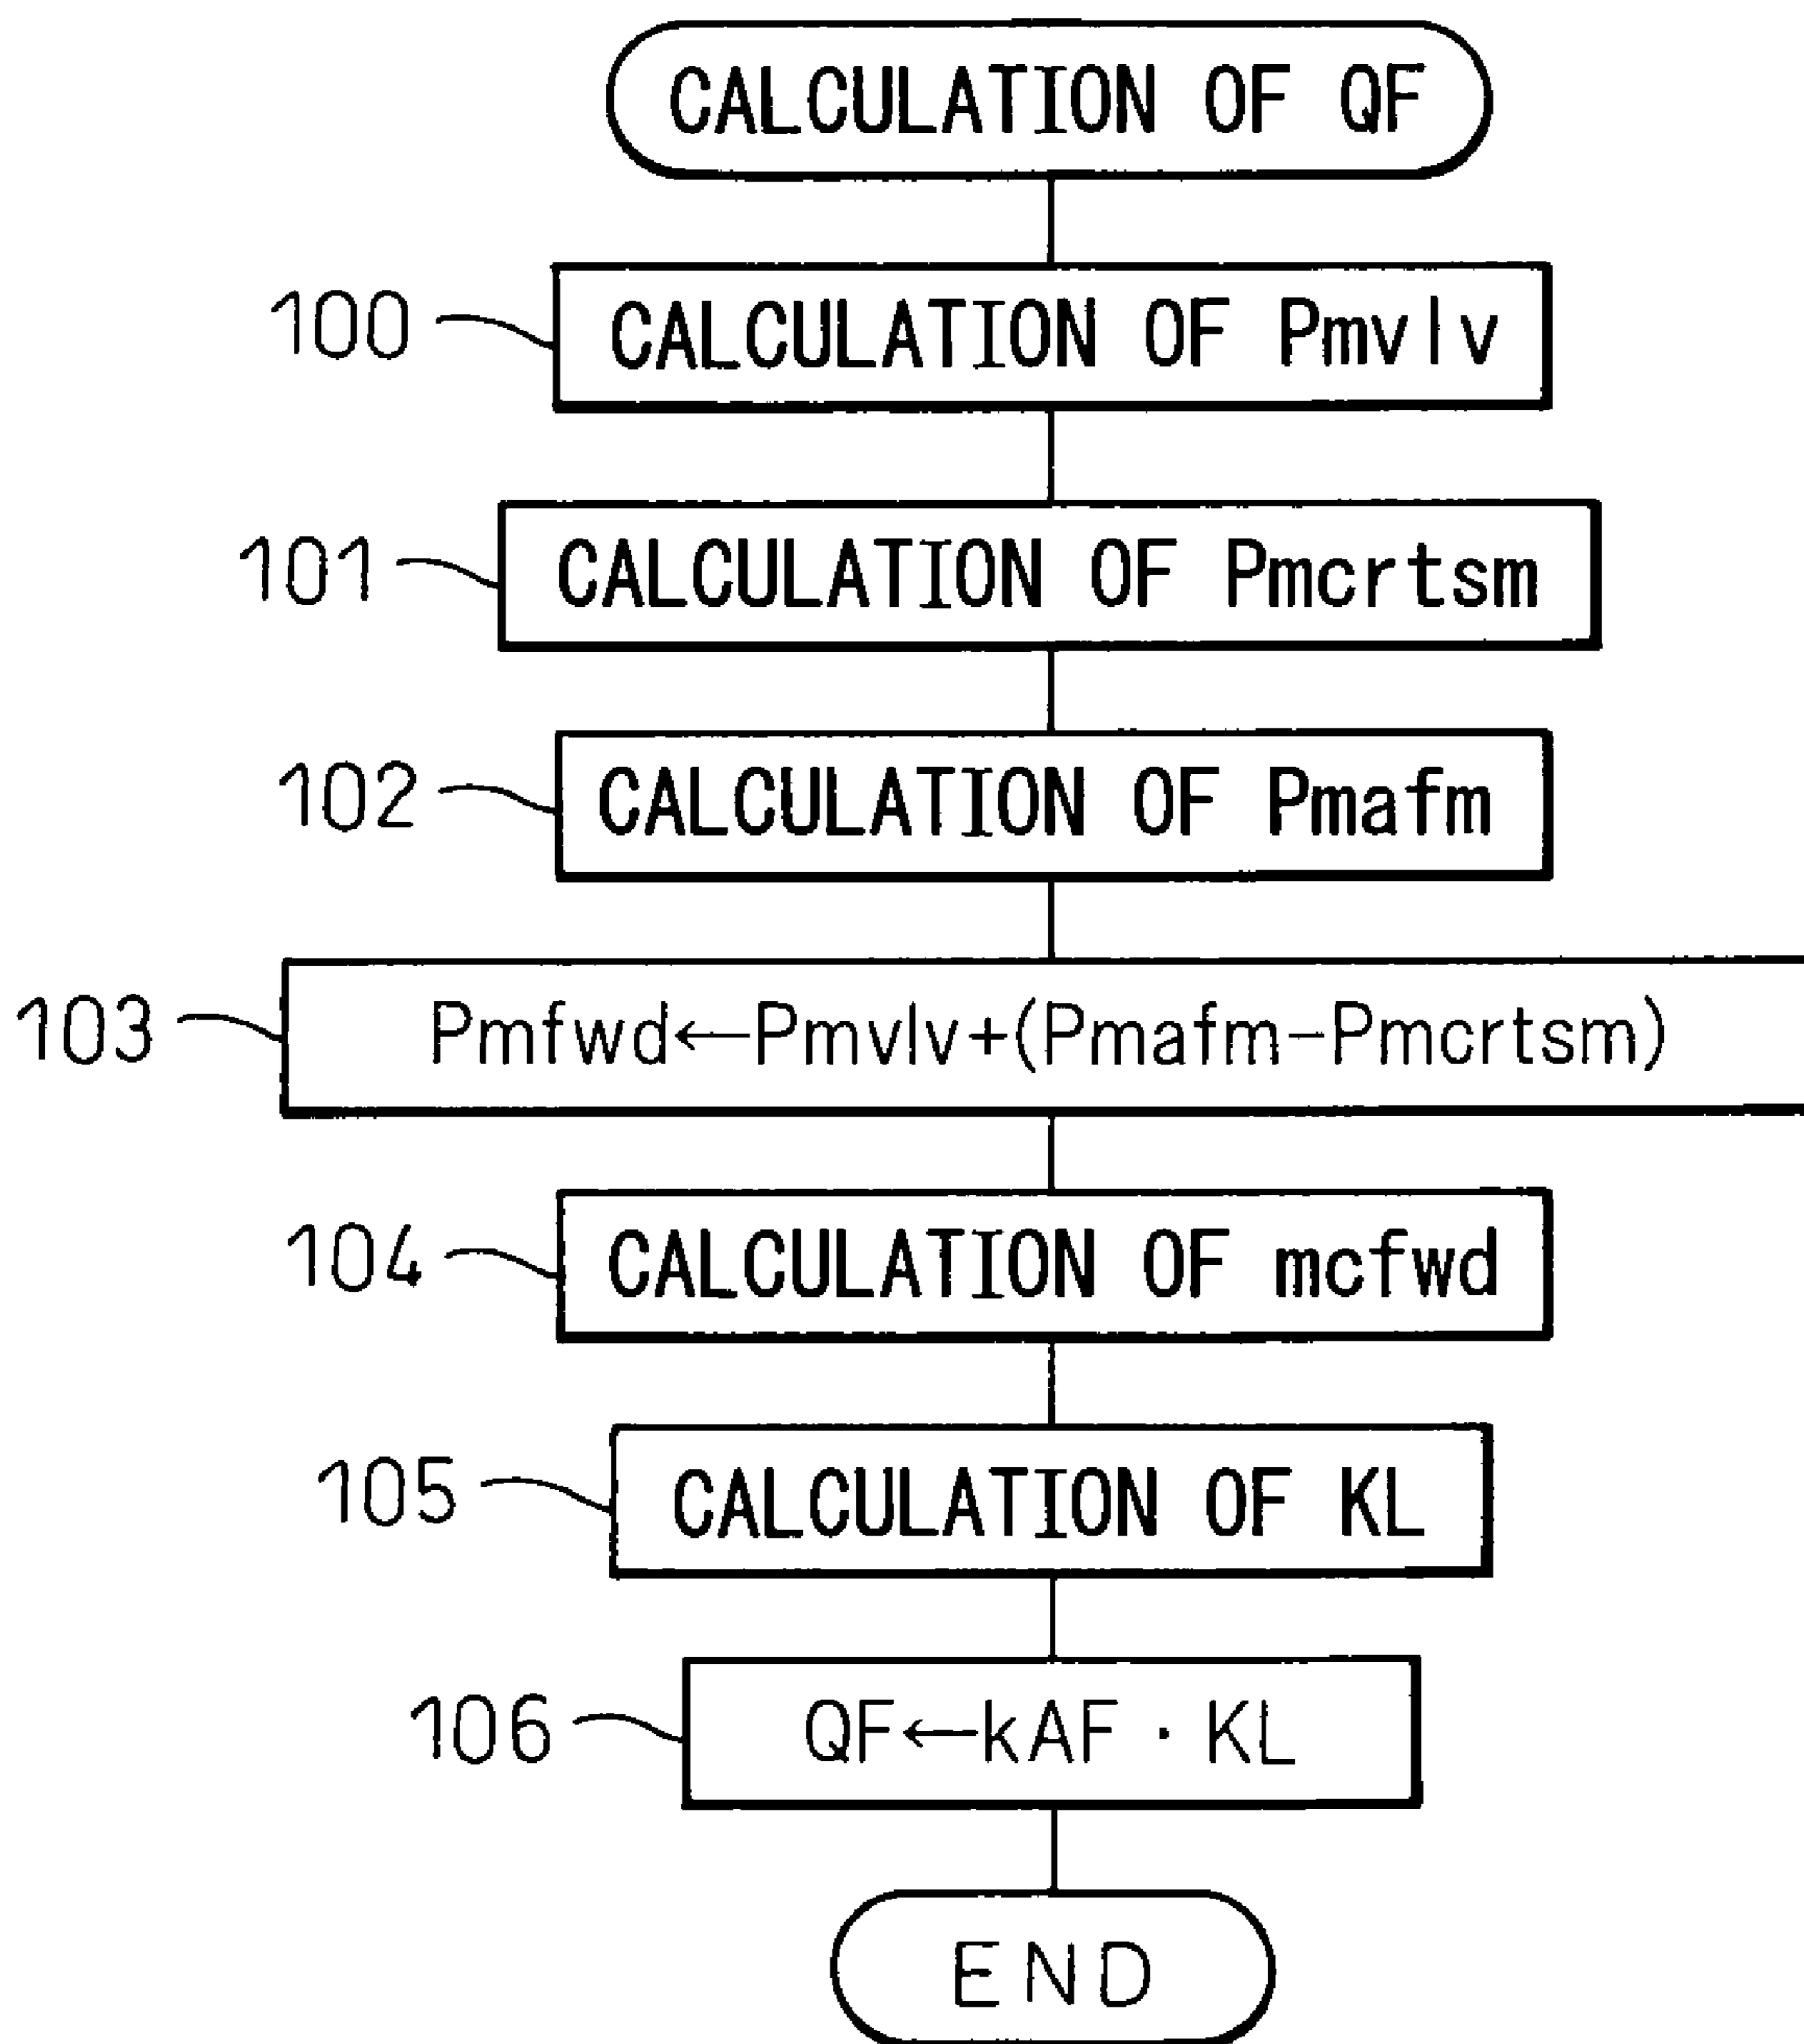 CALCULATION OF QF
100 CALCULATION OF Pmvlv
101 CALCULATION OF Pmcrtsm
102 CALCULATION OF Pmafm
103 Pmfwd←Pmvlv+(Pmafm-Pmcrtsm)
104 CALCULATION OF mcfwd
105 CALCULATION OF KL
106 QF←kAF · KL
END